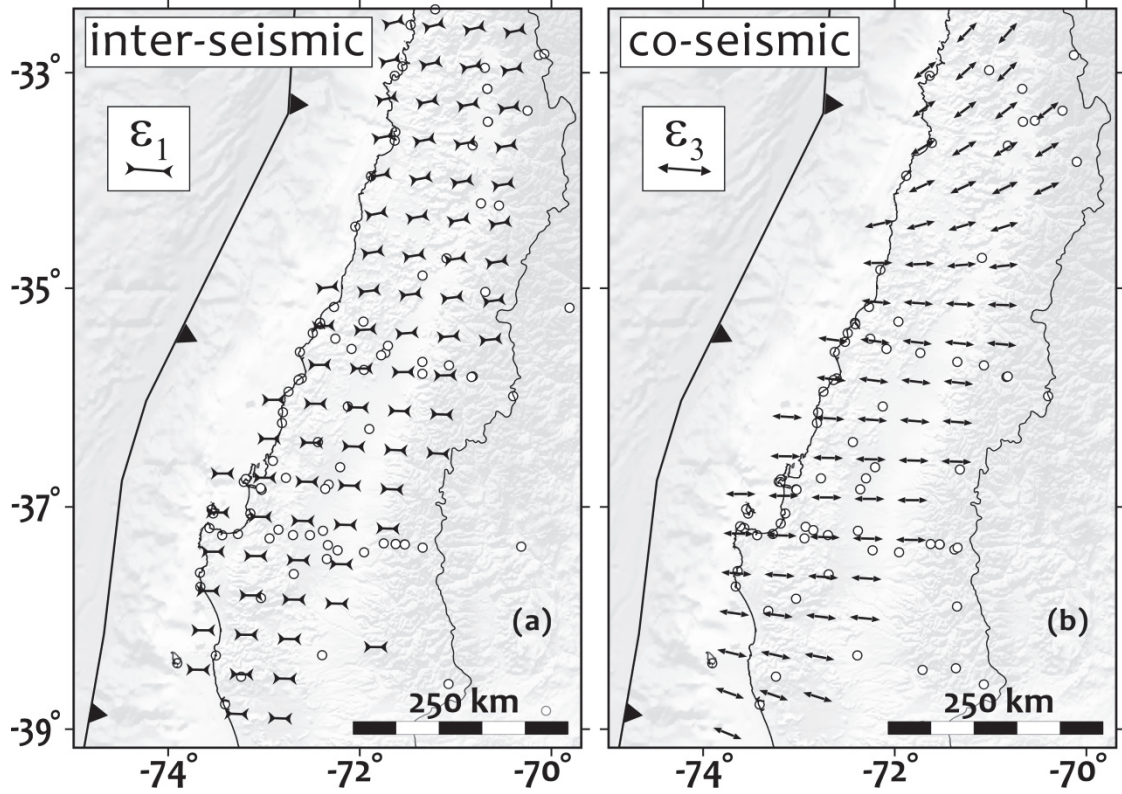 inter-seismic
co-seismic
-33°
ε1
ε3
-35°
-37°
(a)
(b)
250 km
250 km
-39°
-74°
-72°
-70°
-74°
-72°
-70°